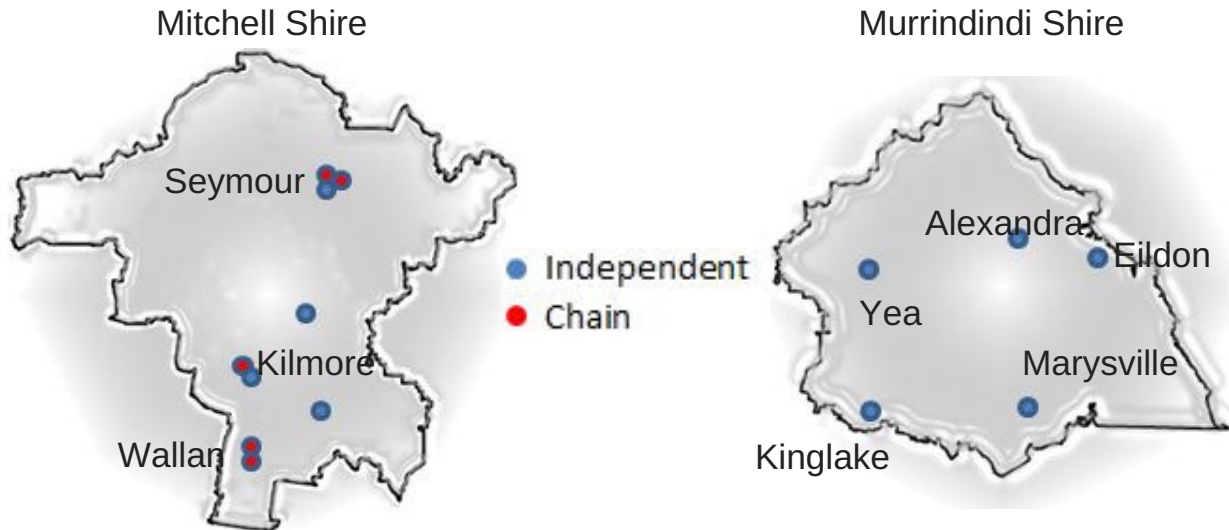 Mitchell Shire
Murrindindi Shire
Seymour
Kilmore
Wallan
Independent
Chain
Alexandra
Eildon
Yea
Marysville
Kinglake